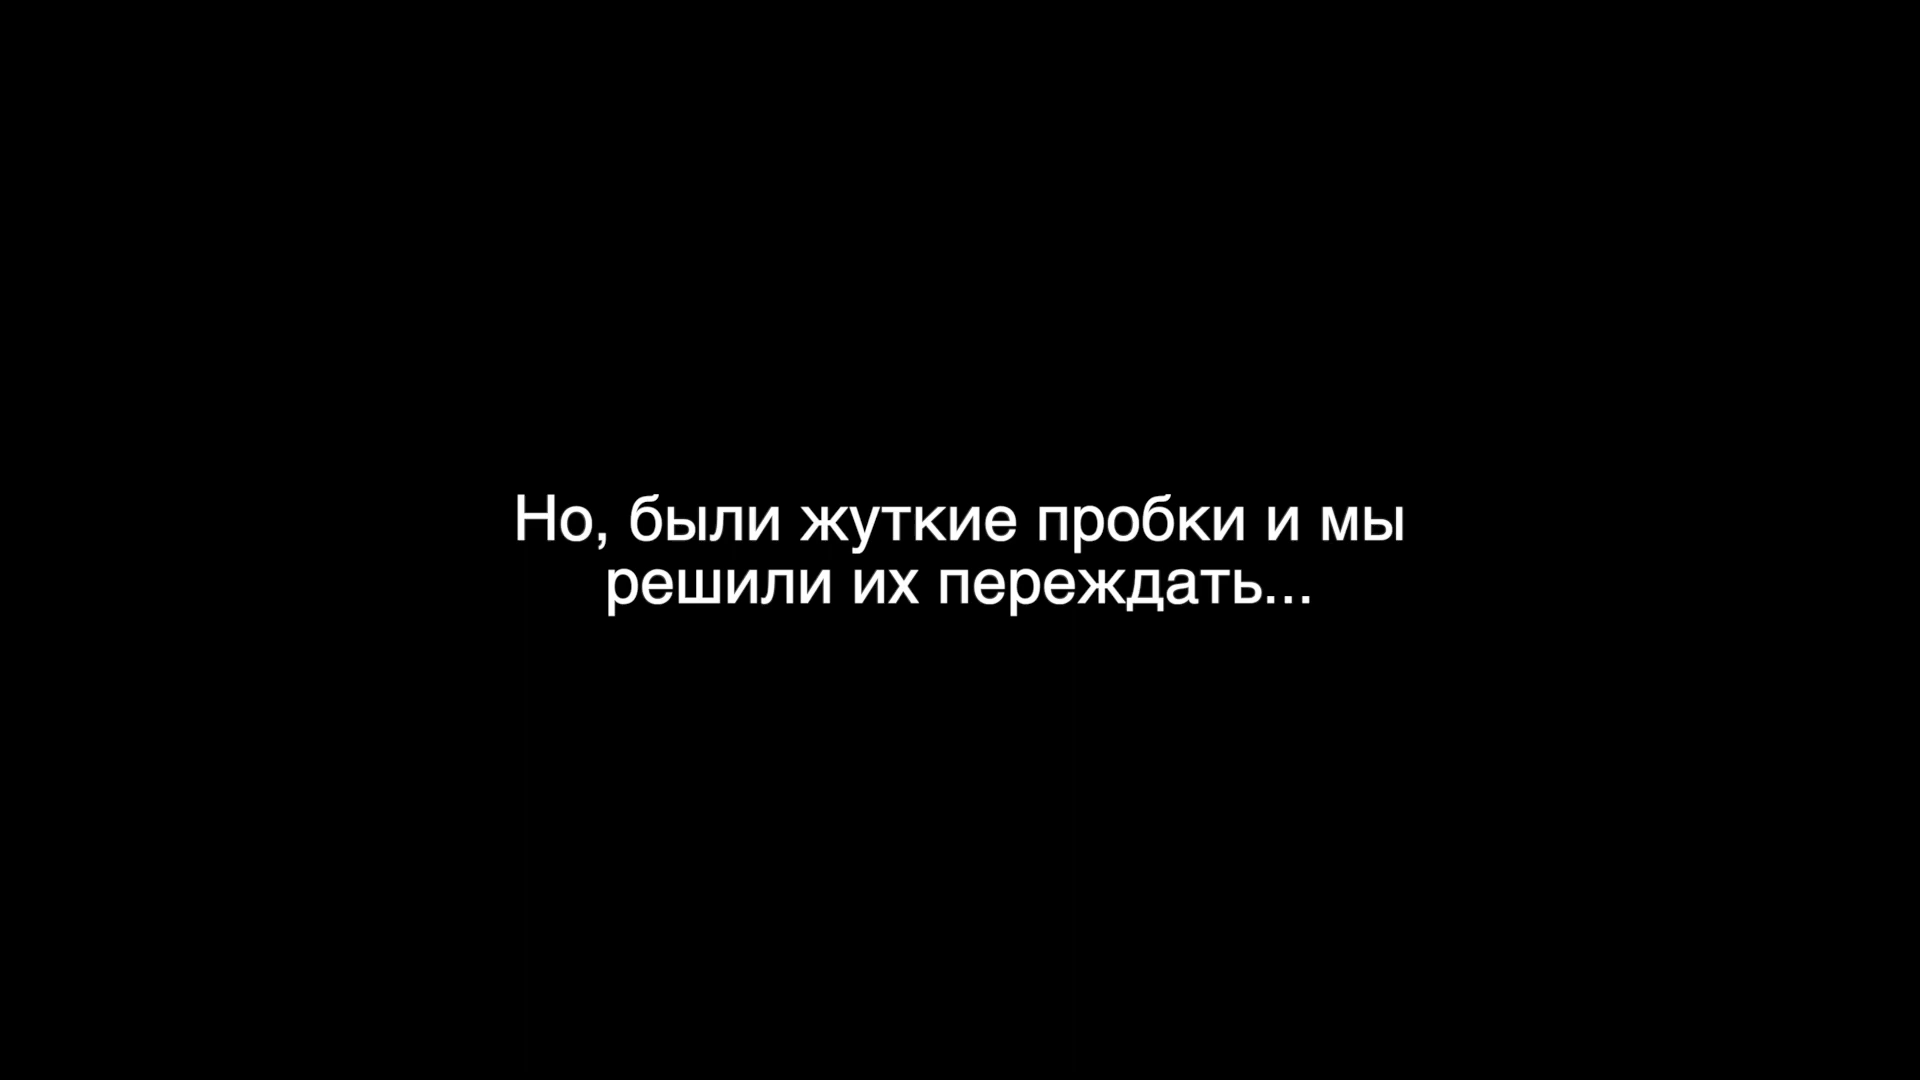 Но, были жуткие пробки и мы
решили их переждать...